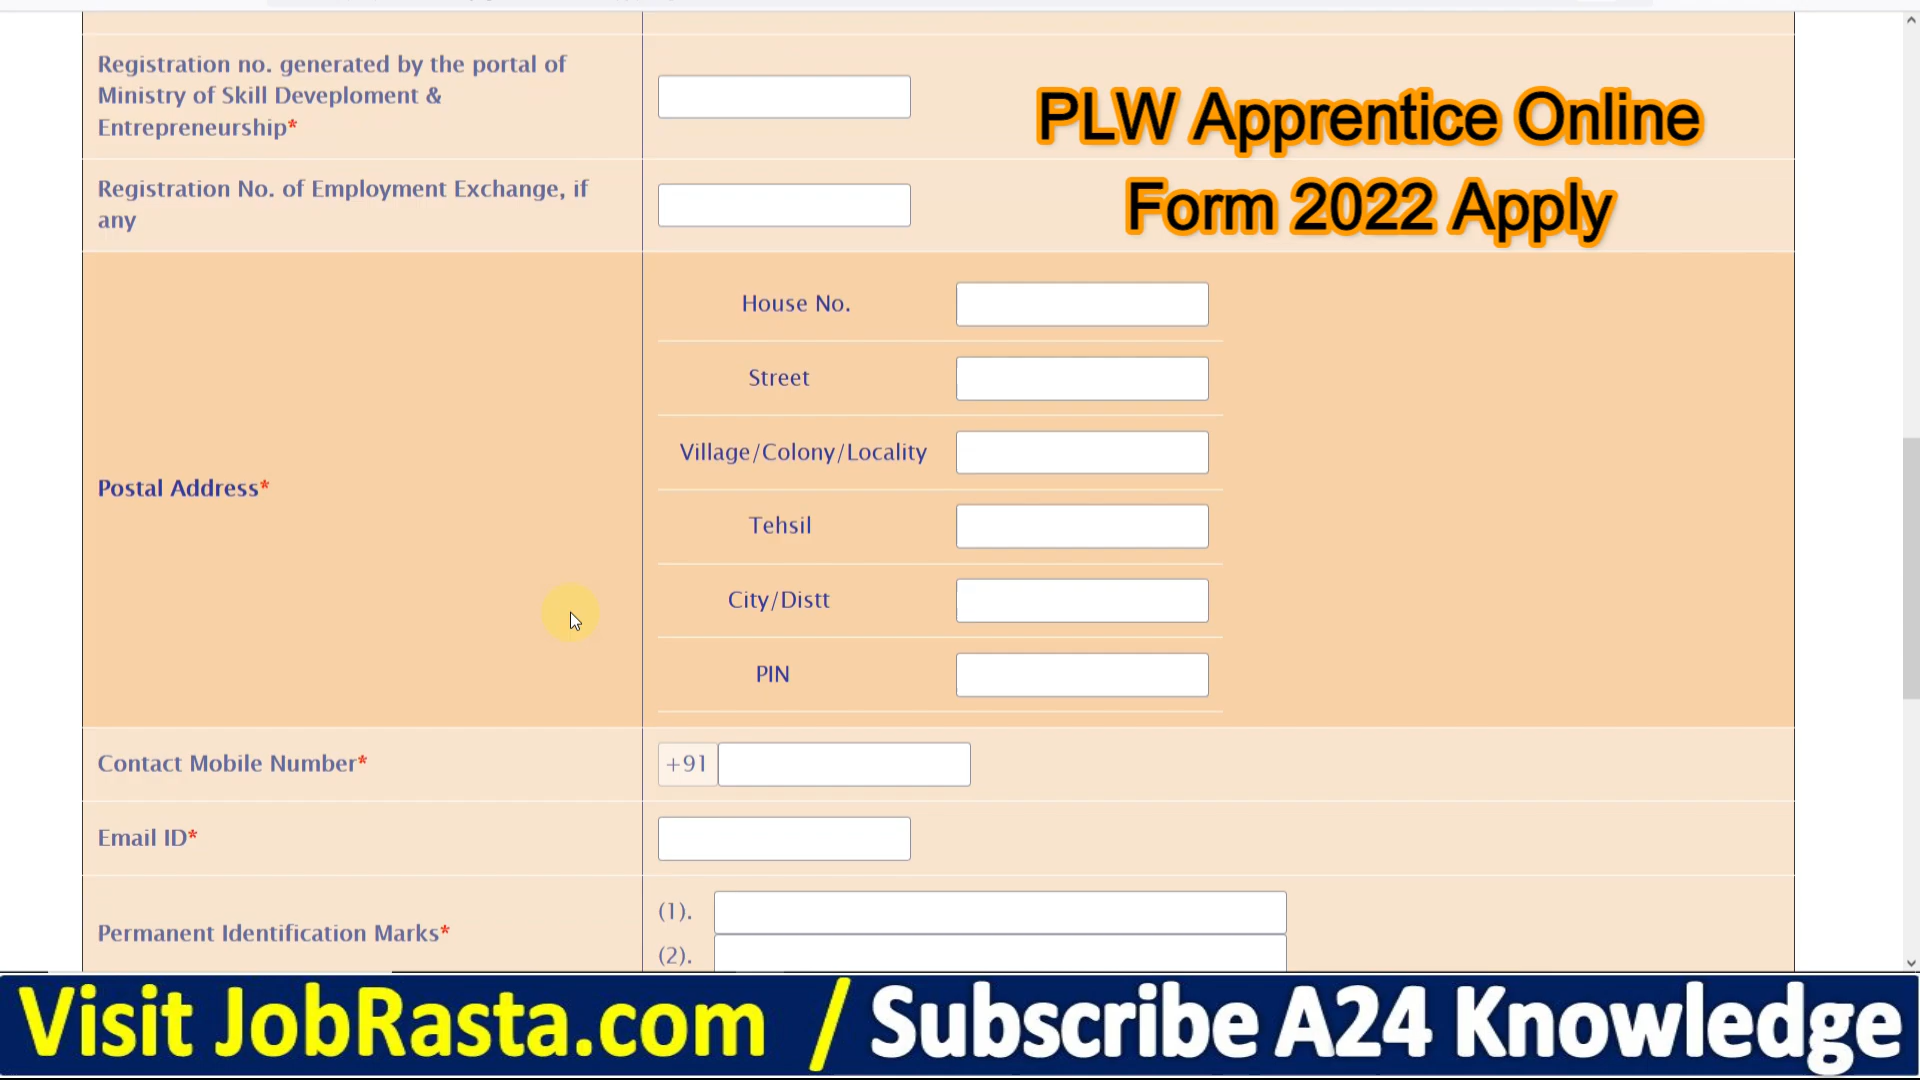 Registration no. generated by the portal of
Ministry of Skill Deveploment &
Entrepreneurship*
PLW Apprentice Online
Form 2022 Apply
Registration No. of Employment Exchange, if
any
Postal Address*
House No.
Street
Village/Colony/Locality
Tehsil
City/Distt
PIN
Contact Mobile Number*
+91
Email ID*
Permanent Identification Marks*
(1).
(2).
Visit JobRasta.com / Subscribe A24 Knowledge